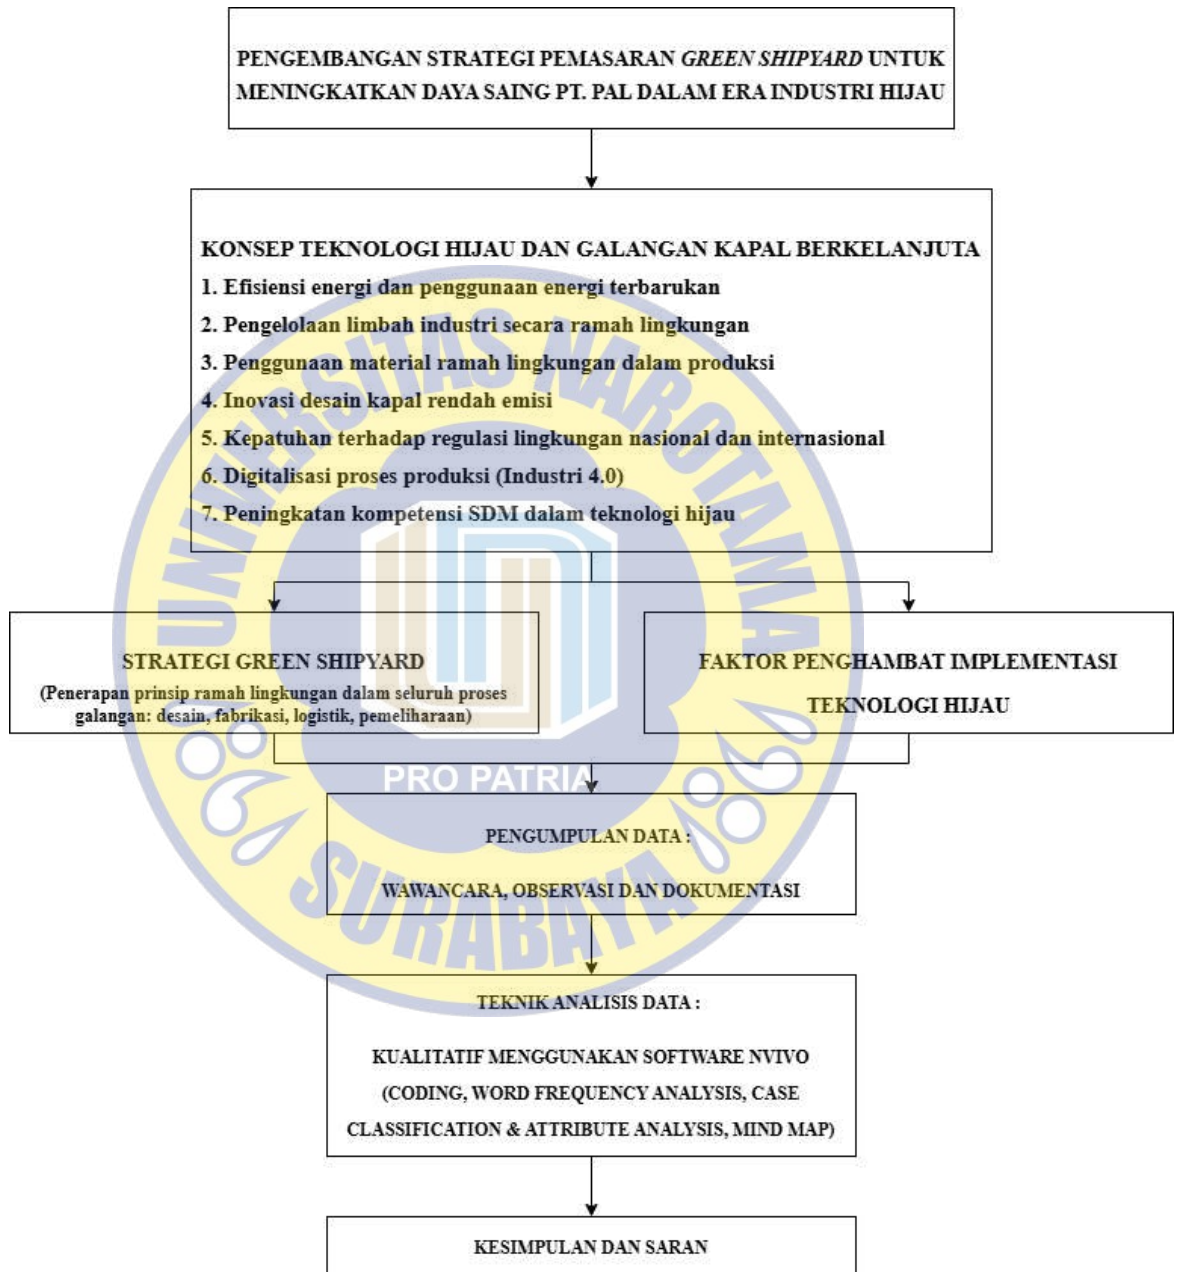 PENGEMBANGAN STRATEGI PEMASARAN GREEN SHIPYARD UNTUK
MENINGKATKAN DAYA SAING PT. PAL DALAM ERA INDUSTRI HIJAU
KONSEP TEKNOLOGI HIJAU DAN GALANGAN KAPAL BERKELANJUTA
1. Efisiensi energi dan penggunaan energi terbarukan
2. Pengelolaan limbah industri secara ramah lingkungan
3. Penggunaan material ramah lingkungan dalam produksi
4. Inovasi desain kapal rendah emisi
5. Kepatuhan terhadap regulasi lingkungan nasional dan internasional
6. Digitalisasi proses produksi (Industri 4.0)
7. Peningkatan kompetensi SDM dalam teknologi hijau
STRATEGI GREEN SHIPYARD
(Penerapan prinsip ramah lingkungan dalam seluruh proses
galangan: desain, fabrikasi, logistik, pemeliharaan)
FAKTOR PENGHAMBAT IMPLEMENTASI
TEKNOLOGI HIJAU
PENGUMPULAN DATA :
WAWANCARA, OBSERVASI DAN DOKUMENTASI
TEKNIK ANALISIS DATA :
KUALITATIF MENGGUNAKAN SOFTWARE NVIVO
(CODING, WORD FREQUENCY ANALYSIS, CASE
CLASSIFICATION & ATTRIBUTE ANALYSIS, MIND MAP)
KESIMPULAN DAN SARAN
UNIVERSITAS NAROTAMA
PRO PATRIA
SURABAYA